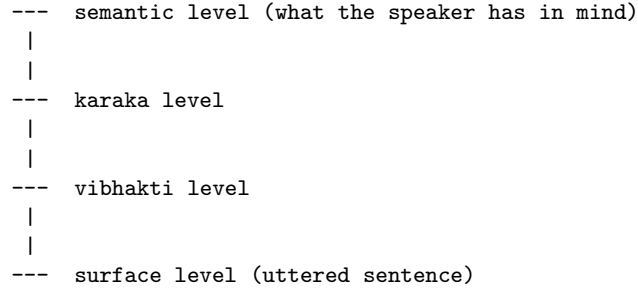 --- semantic level (what the speaker has in mind)
|
|
--- karaka level
|
|
--- vibhakti level
|
|
--- surface level (uttered sentence)